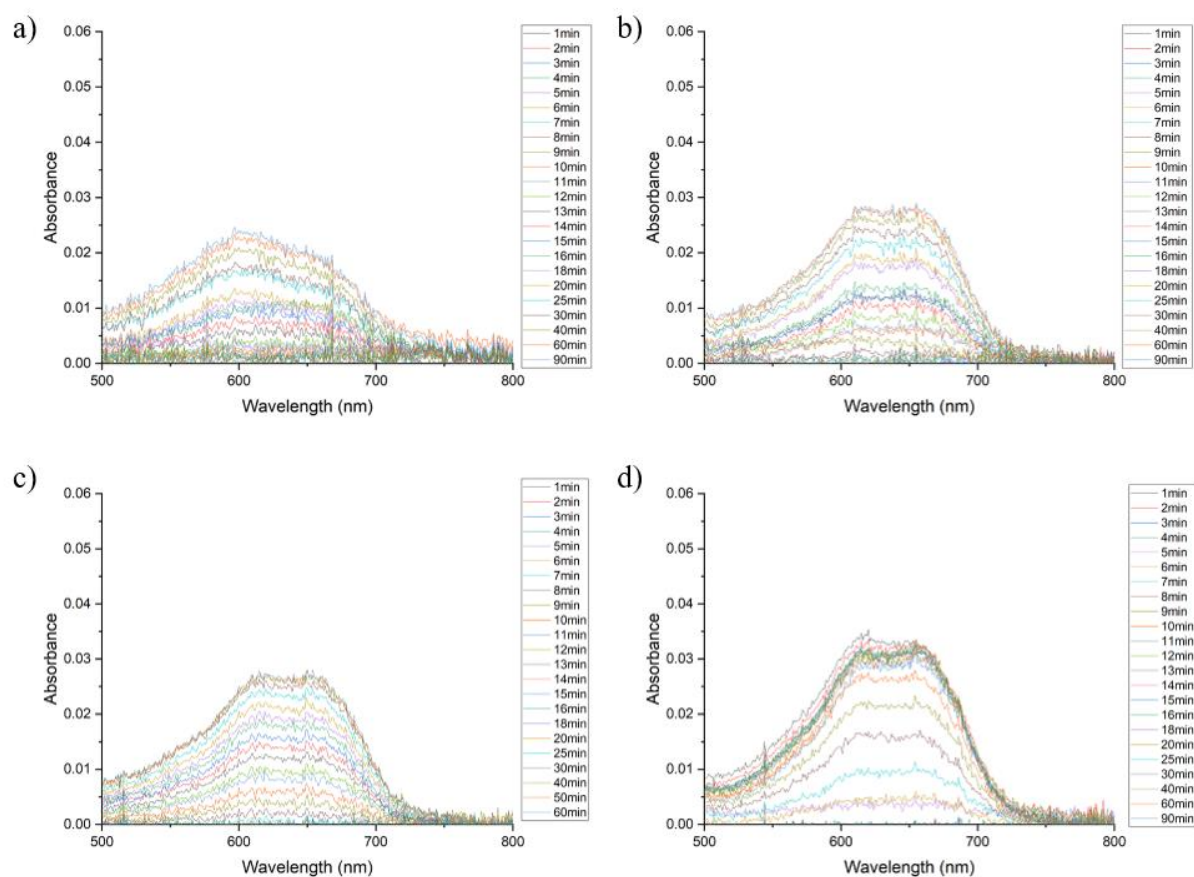 a)
0.06
0.05
0.04
0.03
0.02
0.01
0.00
Absorbance
500
600
700
800
Wavelength (nm)
1min
2min
3min
4min
5min
6min
7min
8min
9min
10min
11min
12min
13min
14min
15min
16min
18min
20min
25min
30min
40min
60min
90min
b)
0.06
0.05
0.04
0.03
0.02
0.01
0.00
Absorbance
500
600
700
800
Wavelength (nm)
1min
2min
3min
4min
5min
6min
7min
8min
9min
10min
11min
12min
13min
14min
15min
16min
18min
20min
25min
30min
40min
60min
90min
c)
0.06
0.05
0.04
0.03
0.02
0.01
0.00
Absorbance
500
600
700
800
Wavelength (nm)
1min
2min
3min
4min
5min
6min
7min
8min
9min
10min
11min
12min
13min
14min
15min
16min
18min
20min
25min
30min
40min
50min
60min
d)
0.06
0.05
0.04
0.03
0.02
0.01
0.00
Absorbance
500
600
700
800
Wavelength (nm)
1min
2min
3min
4min
5min
6min
7min
8min
9min
10min
11min
12min
13min
14min
15min
16min
18min
20min
25min
30min
40min
60min
90min